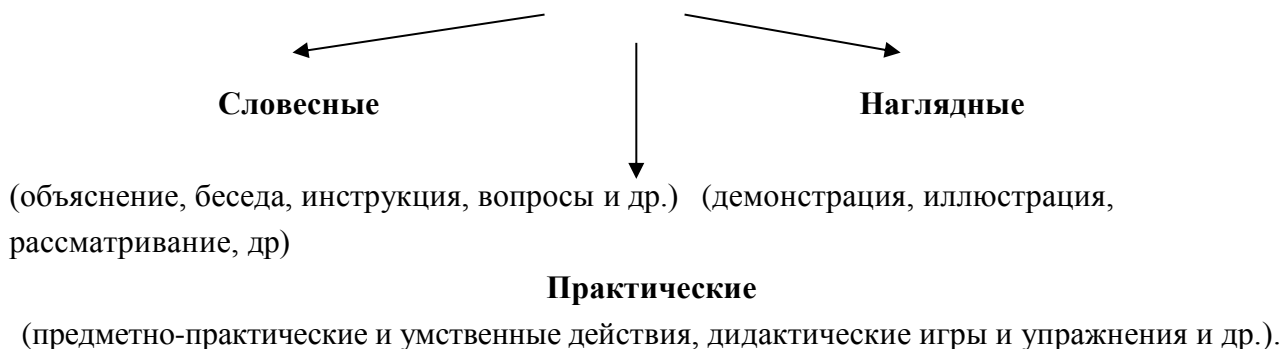 Словесные Наглядные
(объяснение, беседа, инструкция, вопросы и др.) (демонстрация, иллюстрация,
рассматривание, др)
Практические
(предметно-практические и умственные действия, дидактические игры и упражнения и др.).